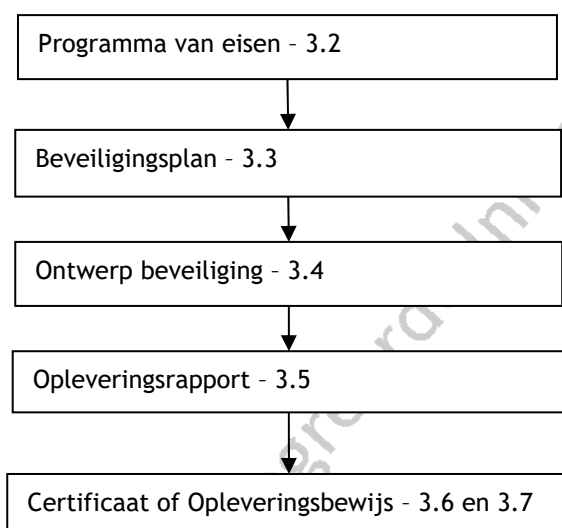 Programma van eisen – 3.2
Beveiligingsplan – 3.3
Ontwerp beveiliging – 3.4
Opleveringsrapport – 3.5
Certificaat of Opleveringsbewijs – 3.6 en 3.7